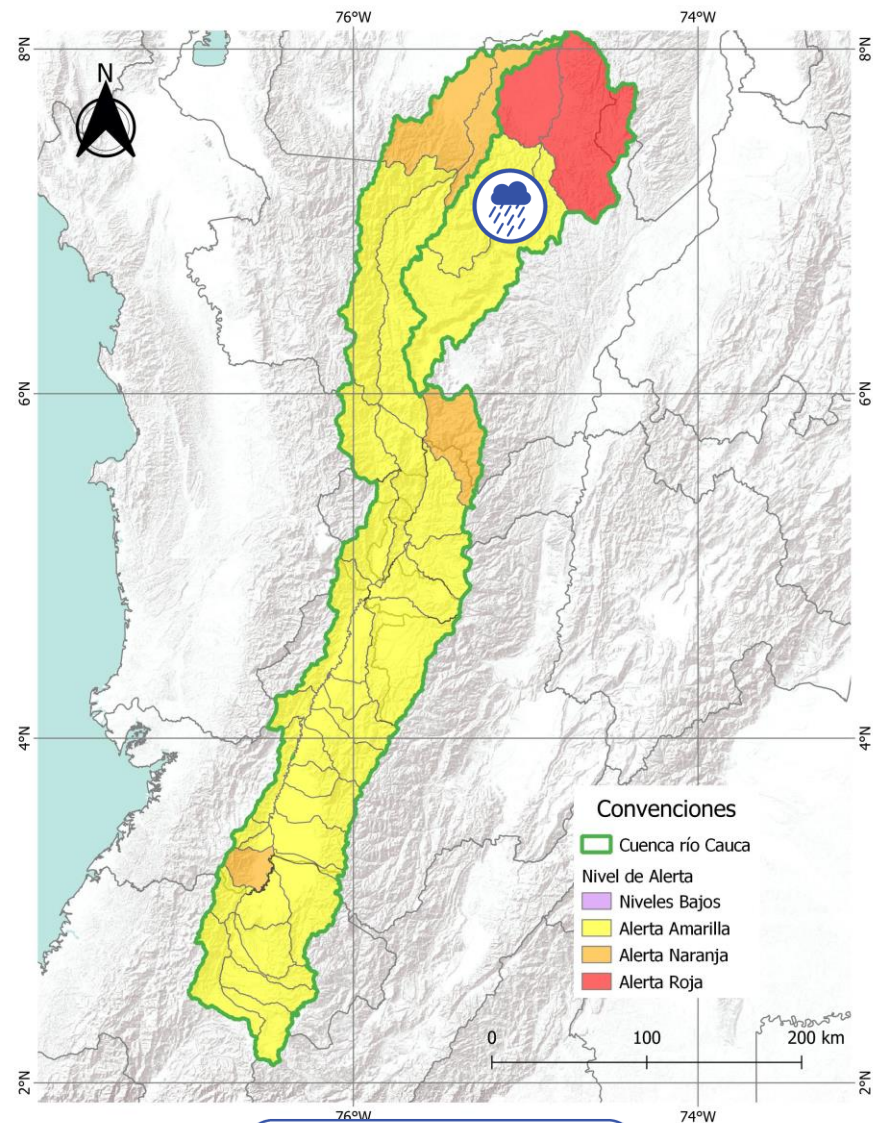 76°W 74°W
8°N 8°N
N
6°N 6°N
4°N 4°N
Convenciones
Cuenca río Cauca
Nivel de Alerta
Niveles Bajos
Alerta Amarilla
Alerta Naranja
Alerta Roja
0 100 200 km
2°N 2°N
76°W 74°W